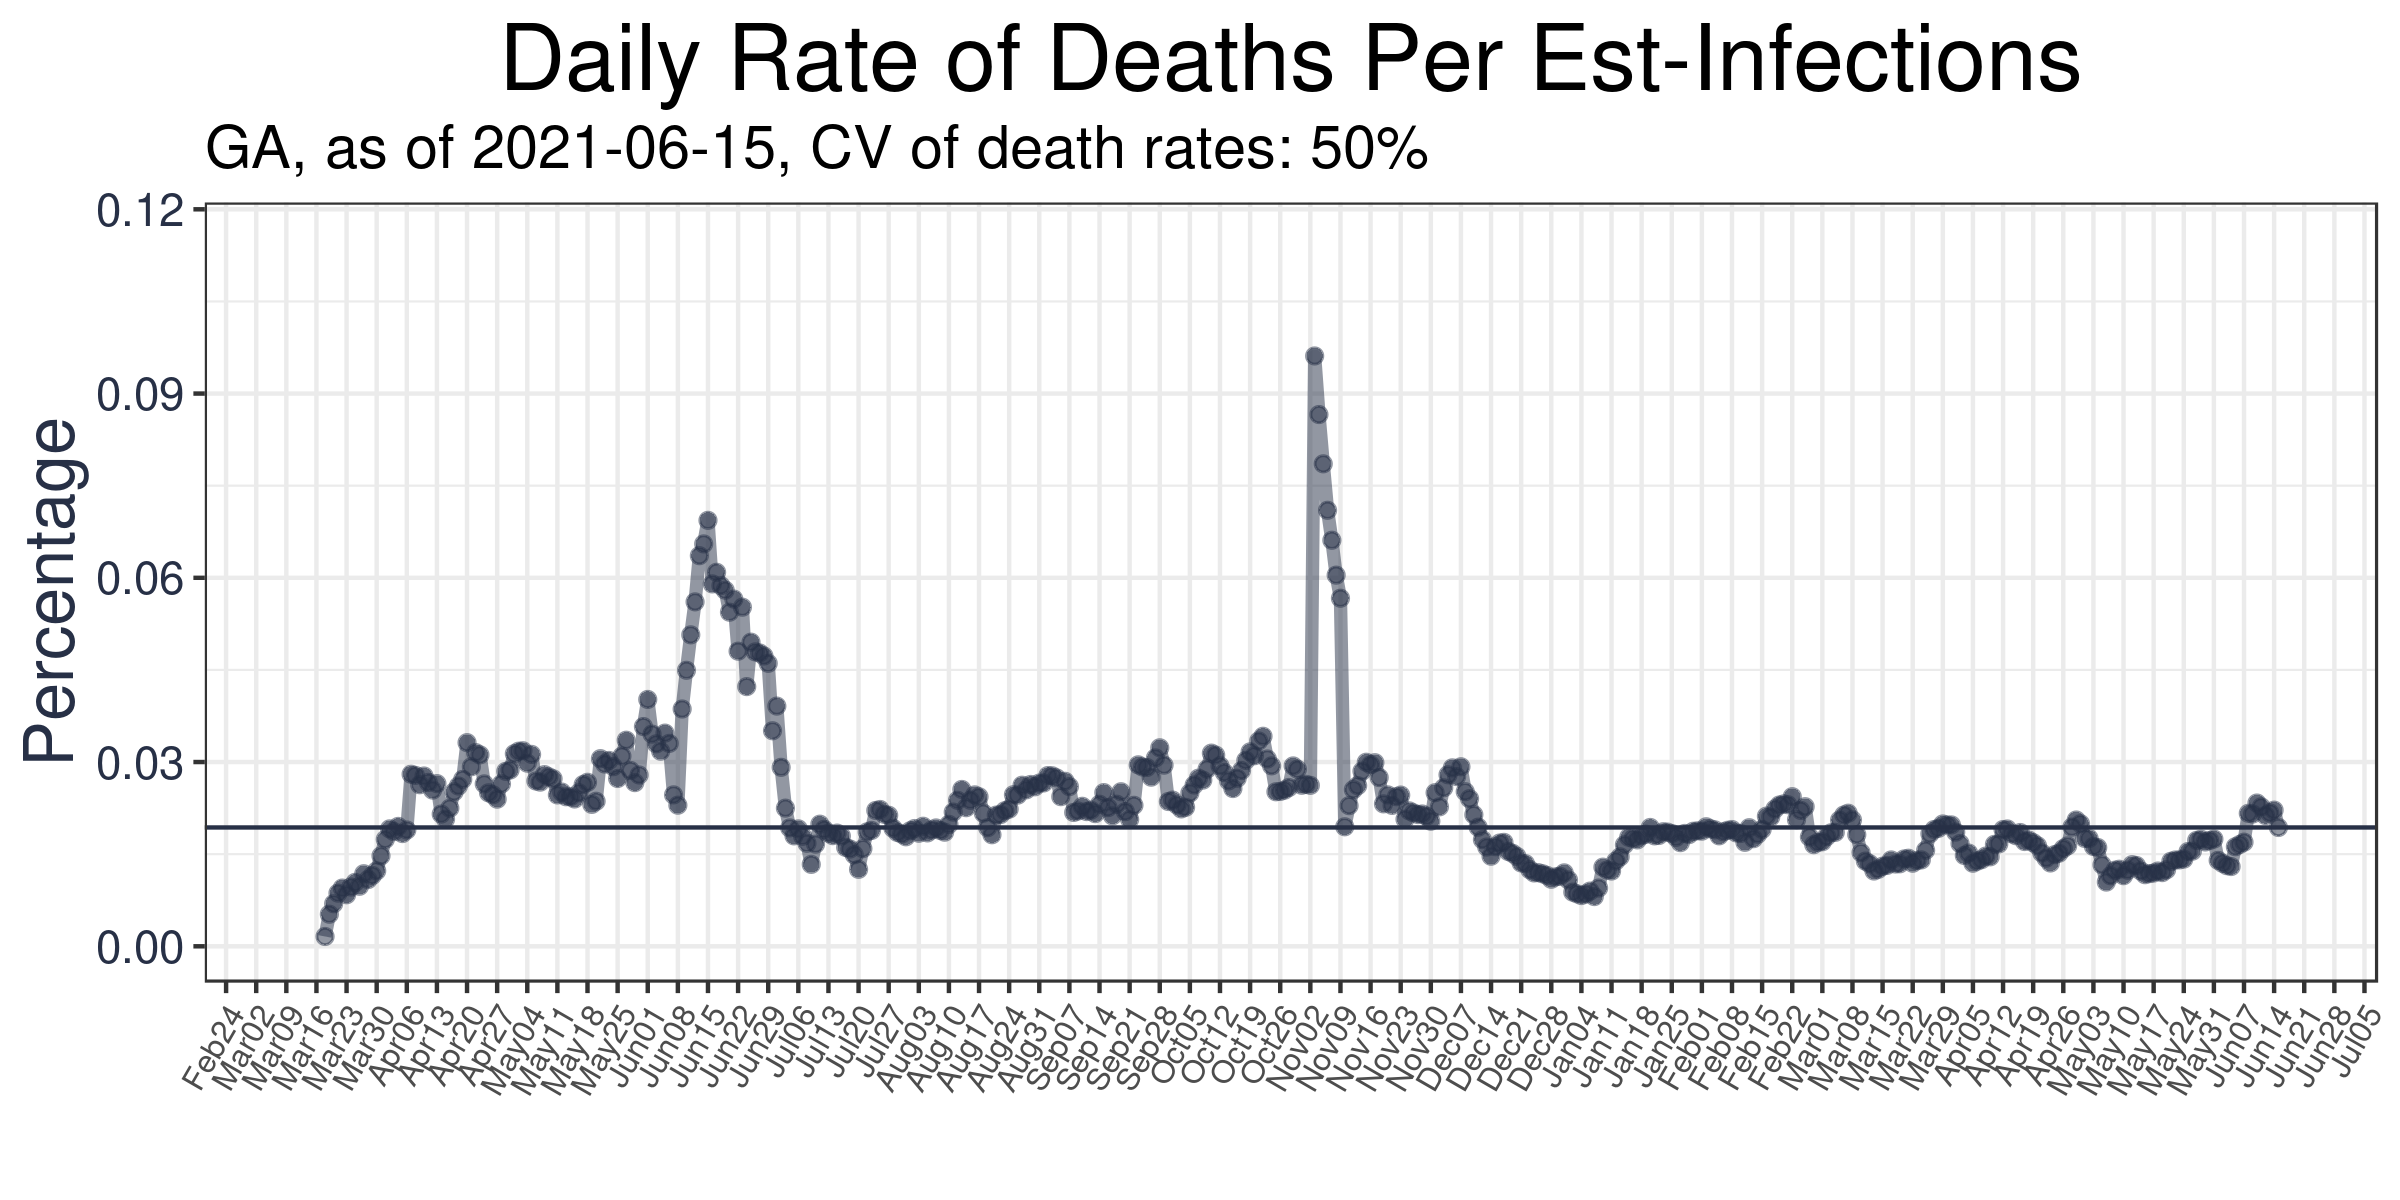 Daily Rate of Deaths Per Est-Infections
GA, as of 2021-06-15, CV of death rates: 50%
Percentage
0.12
0.09
0.06
0.03
0.00
Feb24
Mar02
Mar09
Mar16
Mar23
Mar30
Apr06
Apr13
Apr20
Apr27
May04
May11
May18
May25
Jun01
Jun08
Jun15
Jun22
Jun29
Jul06
Jul13
Jul20
Jul27
Aug03
Aug10
Aug17
Aug24
Aug31
Sep07
Sep14
Sep21
Sep28
Oct05
Oct12
Oct19
Oct26
Nov02
Nov09
Nov16
Nov23
Nov30
Dec07
Dec14
Dec21
Dec28
Jan04
Jan11
Jan18
Jan25
Feb01
Feb08
Feb15
Feb22
Mar01
Mar08
Mar15
Mar22
Mar29
Apr05
Apr12
Apr19
Apr26
May03
May10
May17
May24
May31
Jun07
Jun14
Jun21
Jun28
Jul05